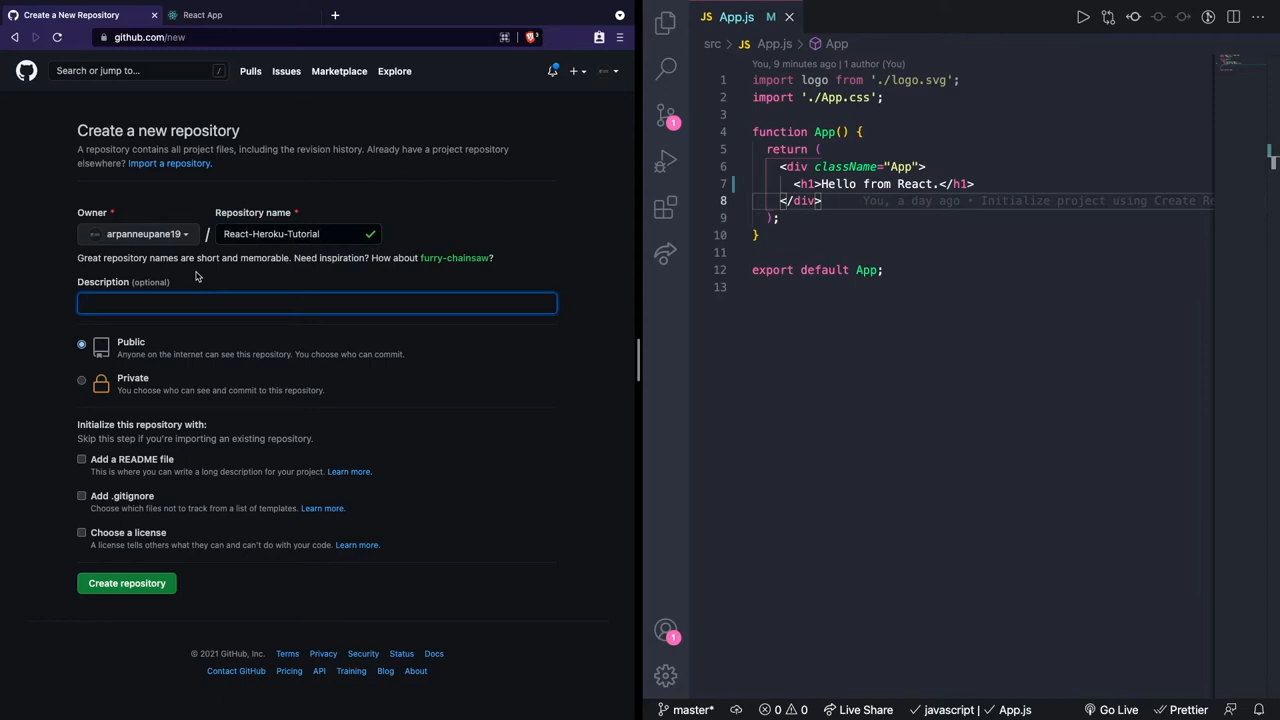 Create a New Repository
React App
github.com/new
3
Search or jump to...
/
Pulls
Issues
Marketplace
Explore
Create a new repository
A repository contains all project files, including the revision history. Already have a project repository
elsewhere? Import a repository.
Owner *
Repository name *
arpanneupane19
/
React-Heroku-Tutorial
Great repository names are short and memorable. Need inspiration? How about furry-chainsaw?
Description (optional)
Public
Anyone on the internet can see this repository. You choose who can commit.
Private
You choose who can see and commit to this repository.
Initialize this repository with:
Skip this step if you're importing an existing repository.
Add a README file
This is where you can write a long description for your project. Learn more.
Add .gitignore
Choose which files not to track from a list of templates. Learn more.
Choose a license
A license tells others what they can and can't do with your code. Learn more.
Create repository
© 2021 GitHub, Inc.
Terms
Privacy
Security
Status
Docs
Contact GitHub
Pricing
API
Training
Blog
About
JS App.js M
src
JS App.js
App
You, 9 minutes ago | 1 author (You)
1 import logo from './logo.svg';
2 import './App.css';
3
4 function App() {
5 return (
6 <div className="App">
7 <h1>Hello from React.</h1>
8 </div> You, a day ago • Initialize project using Create Re
9 );
10 }
11
12 export default App;
13
1
1
master*
0
0
Live Share
javascript
App.js
Go Live
Prettier